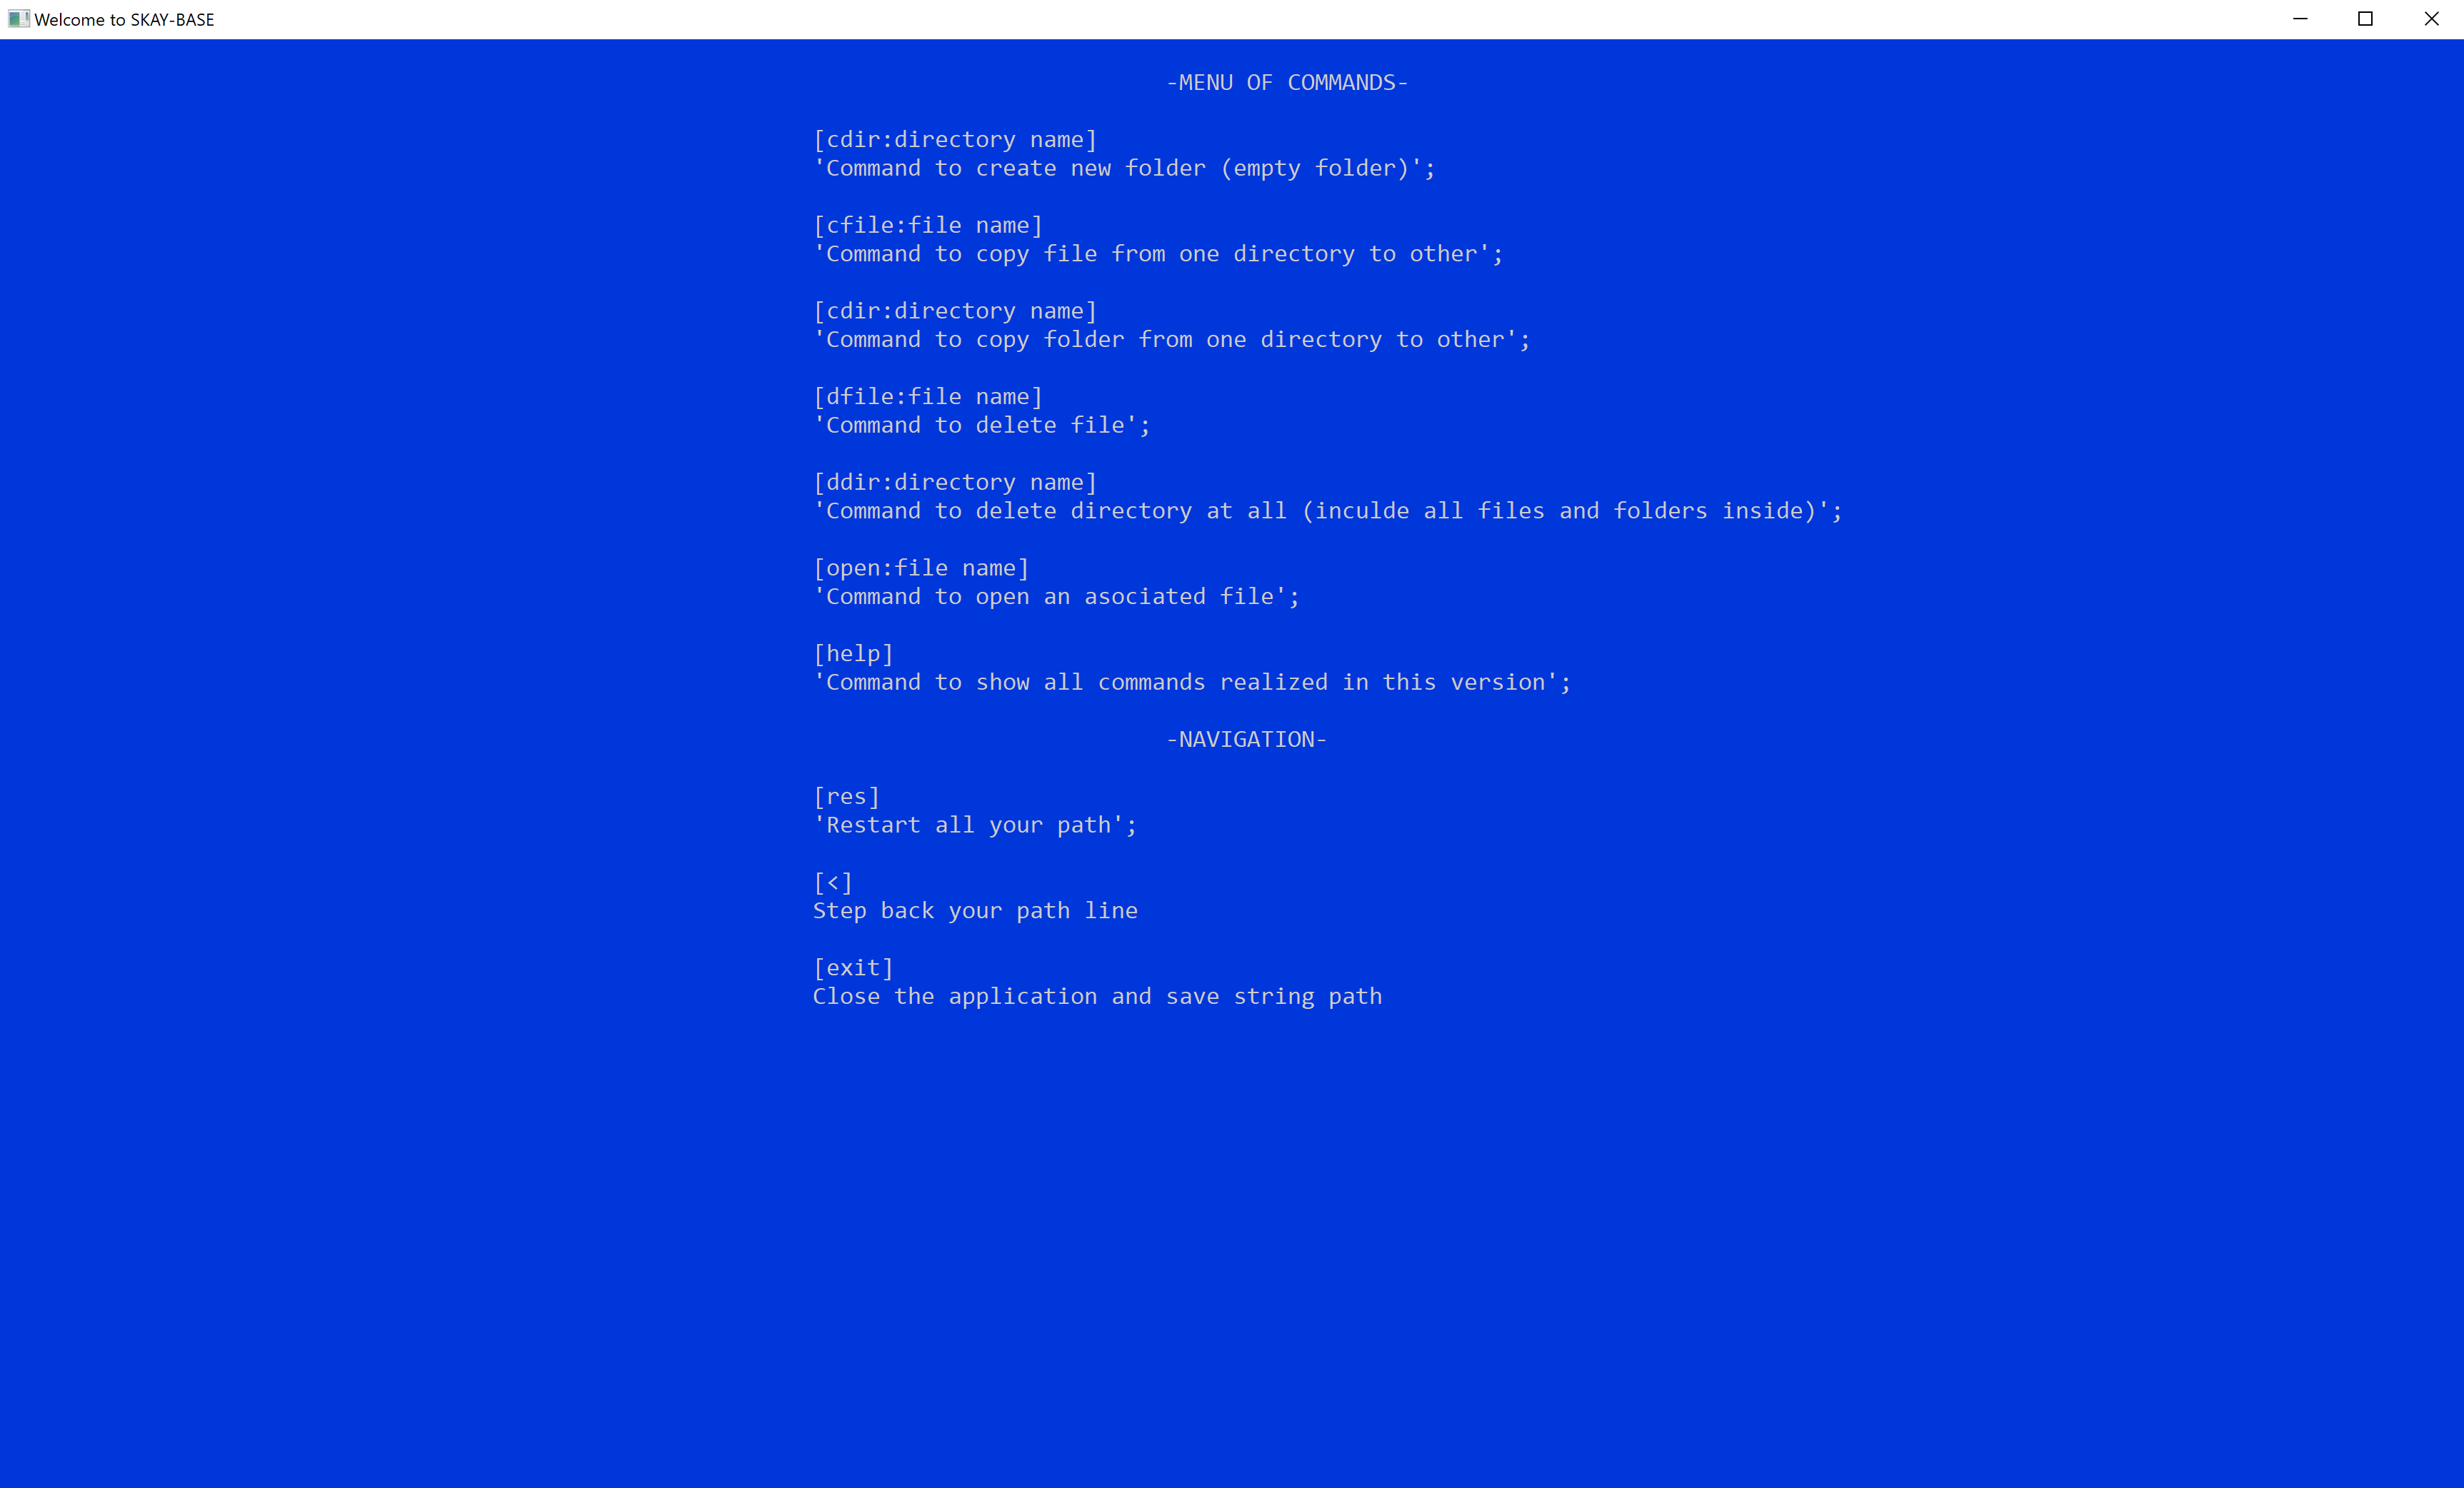 Welcome to SKAY-BASE
-MENU OF COMMANDS-
[cdir:directory name]
'Command to create new folder (empty folder)';
[cfile:file name]
'Command to copy file from one directory to other';
[cdir:directory name]
'Command to copy folder from one directory to other';
[dfile:file name]
'Command to delete file';
[ddir:directory name]
'Command to delete directory at all (inculde all files and folders inside)';
[open:file name]
'Command to open an asociated file';
[help]
'Command to show all commands realized in this version';
-NAVIGATION-
[res]
'Restart all your path';
[<]
Step back your path line
[exit]
Close the application and save string path